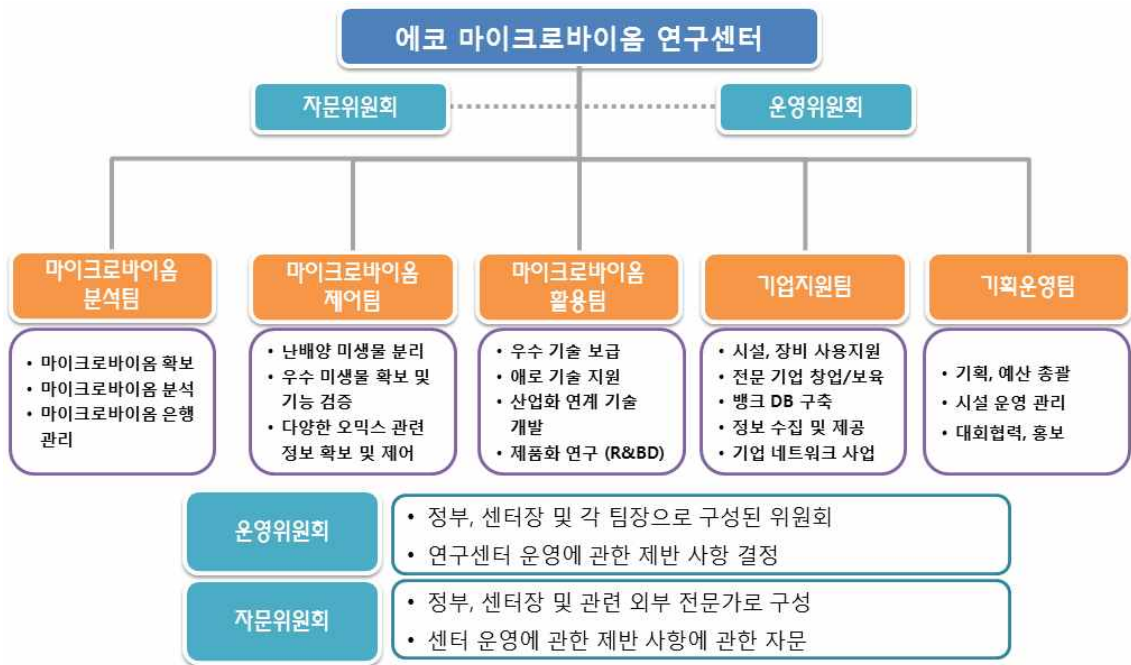 에코 마이크로바이옴 연구센터
자문위원회
운영위원회
마이크로바이옴
분석팀
• 마이크로바이옴 확보
• 마이크로바이옴 분석
• 마이크로바이옴 은행
관리
마이크로바이옴
제어팀
• 난배양 미생물 분리
• 우수 미생물 확보 및
기능 검증
• 다양한 오믹스 관련
정보 확보 및 제어
마이크로바이옴
활용팀
• 우수 기술 보급
• 애로 기술 지원
• 산업화 연계 기술
개발
• 제품화 연구 (R&BD)
기업지원팀
• 시설, 장비 사용지원
• 전문 기업 창업/보육
• 뱅크 DB 구축
• 정보 수집 및 제공
• 기업 네트워크 사업
기획운영팀
• 기획, 예산 총괄
• 시설 운영 관리
• 대회협력, 홍보
운영위원회
• 정부, 센터장 및 각 팀장으로 구성된 위원회
• 연구센터 운영에 관한 제반 사항 결정
자문위원회
• 정부, 센터장 및 관련 외부 전문가로 구성
• 센터 운영에 관한 제반 사항에 관한 자문